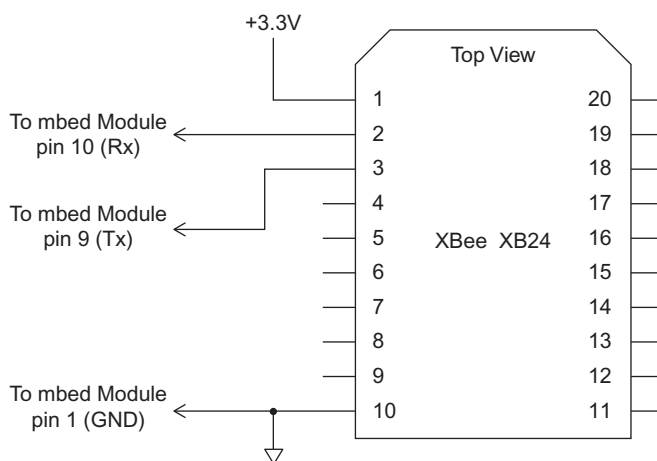 +3.3V
Top View
1
20
To mbed Module
pin 10 (Rx)
2
19
3
18
4
17
To mbed Module
pin 9 (Tx)
5
XBee XB24
16
6
15
7
14
8
13
9
12
To mbed Module
pin 1 (GND)
10
11